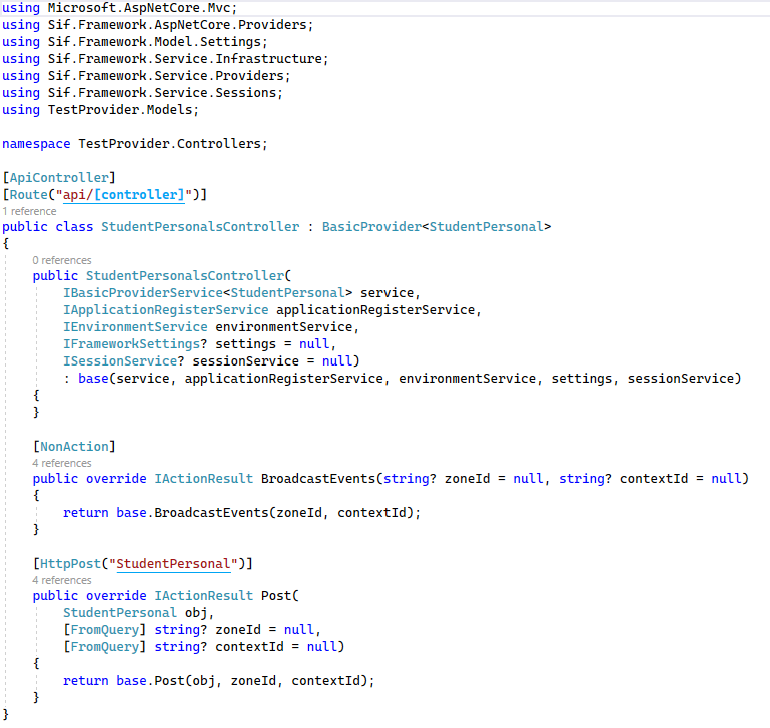 using Microsoft.AspNetCore.Mvc;
using Sif.Framework.AspNetCore.Providers;
using Sif.Framework.Model.Settings;
using Sif.Framework.Service.Infrastructure;
using Sif.Framework.Service.Providers;
using Sif.Framework.Service.Sessions;
using TestProvider.Models;

namespace TestProvider.Controllers;

[ApiController]
[Route("api/[controller]")]
1 reference
public class StudentPersonalsController : BasicProvider<StudentPersonal>
{
    0 references
    public StudentPersonalsController(
        IBasicProviderService<StudentPersonal> service,
        IApplicationRegisterService applicationRegisterService,
        IEnvironmentService environmentService,
        IFrameworkSettings? settings = null,
        ISessionService? sessionService = null)
        : base(service, applicationRegisterService, environmentService, settings, sessionService)
    {
    }

    [NonAction]
    4 references
    public override IActionResult BroadcastEvents(string? zoneId = null, string? contextId = null)
    {
        return base.BroadcastEvents(zoneId, contextId);
    }

    [HttpPost("StudentPersonal")]
    4 references
    public override IActionResult Post(
        StudentPersonal obj,
        [FromQuery] string? zoneId = null,
        [FromQuery] string? contextId = null)
    {
        return base.Post(obj, zoneId, contextId);
    }
}